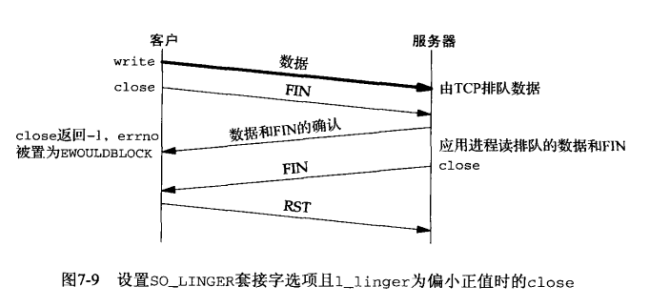 客户
服务器
write
数据
close
FIN
由TCP排队数据
数据和FIN的确认
close返回-1, errno
被置为EWOULDBLOCK
应用进程读排队的数据和FIN
FIN
close
RST
图7-9 设置SO_LINGER套接字选项且l_linger为偏小正值时的close